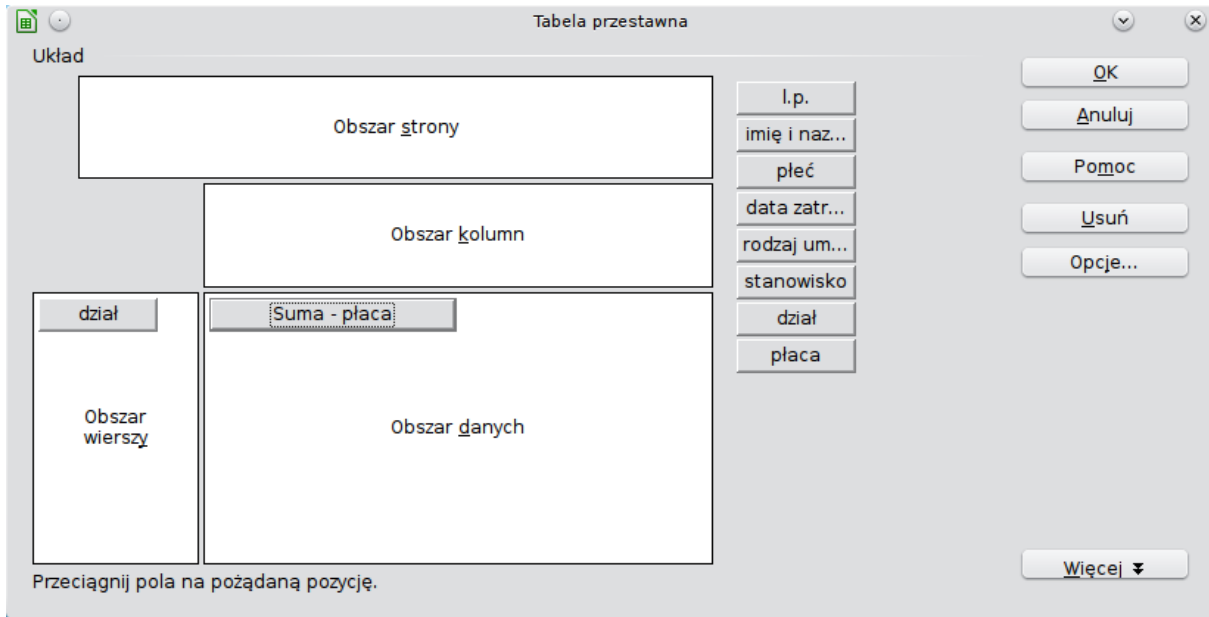 Tabela przestawna
Układ
Obszar strony
Obszar kolumn
dział
Obszar
wierszy
Suma - płaca
Obszar danych
l.p.
imię i naz...
płeć
data zatr...
rodzaj um...
stanowisko
dział
płaca
OK
Anuluj
Pomoc
Usuń
Opcje...
Więcej
Przeciągnij pola na pożądaną pozycję.